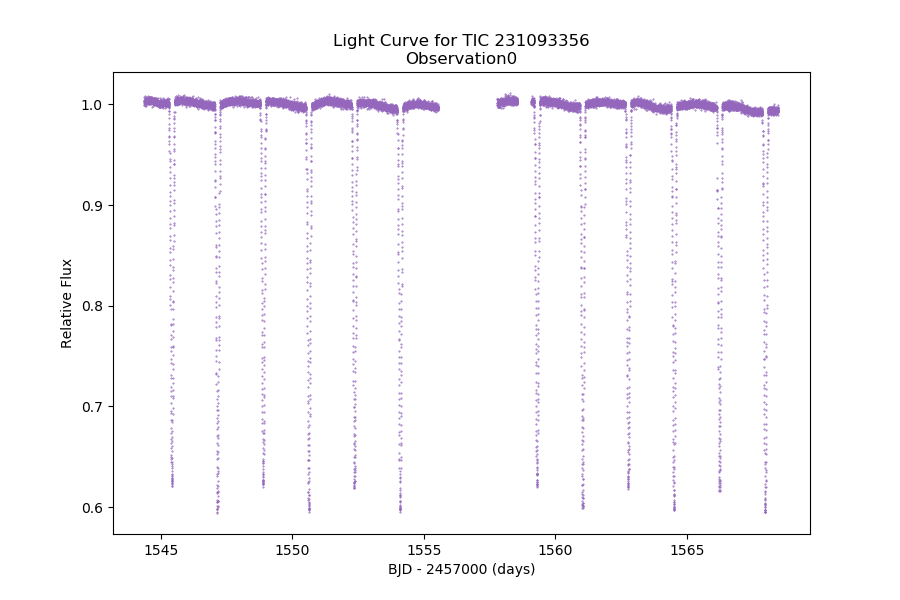 Light Curve for TIC 231093356
Observation0
1.0
0.9
0.8
0.7
0.6
Relative Flux
1545 1550 1555 1560 1565
BJD - 2457000 (days)